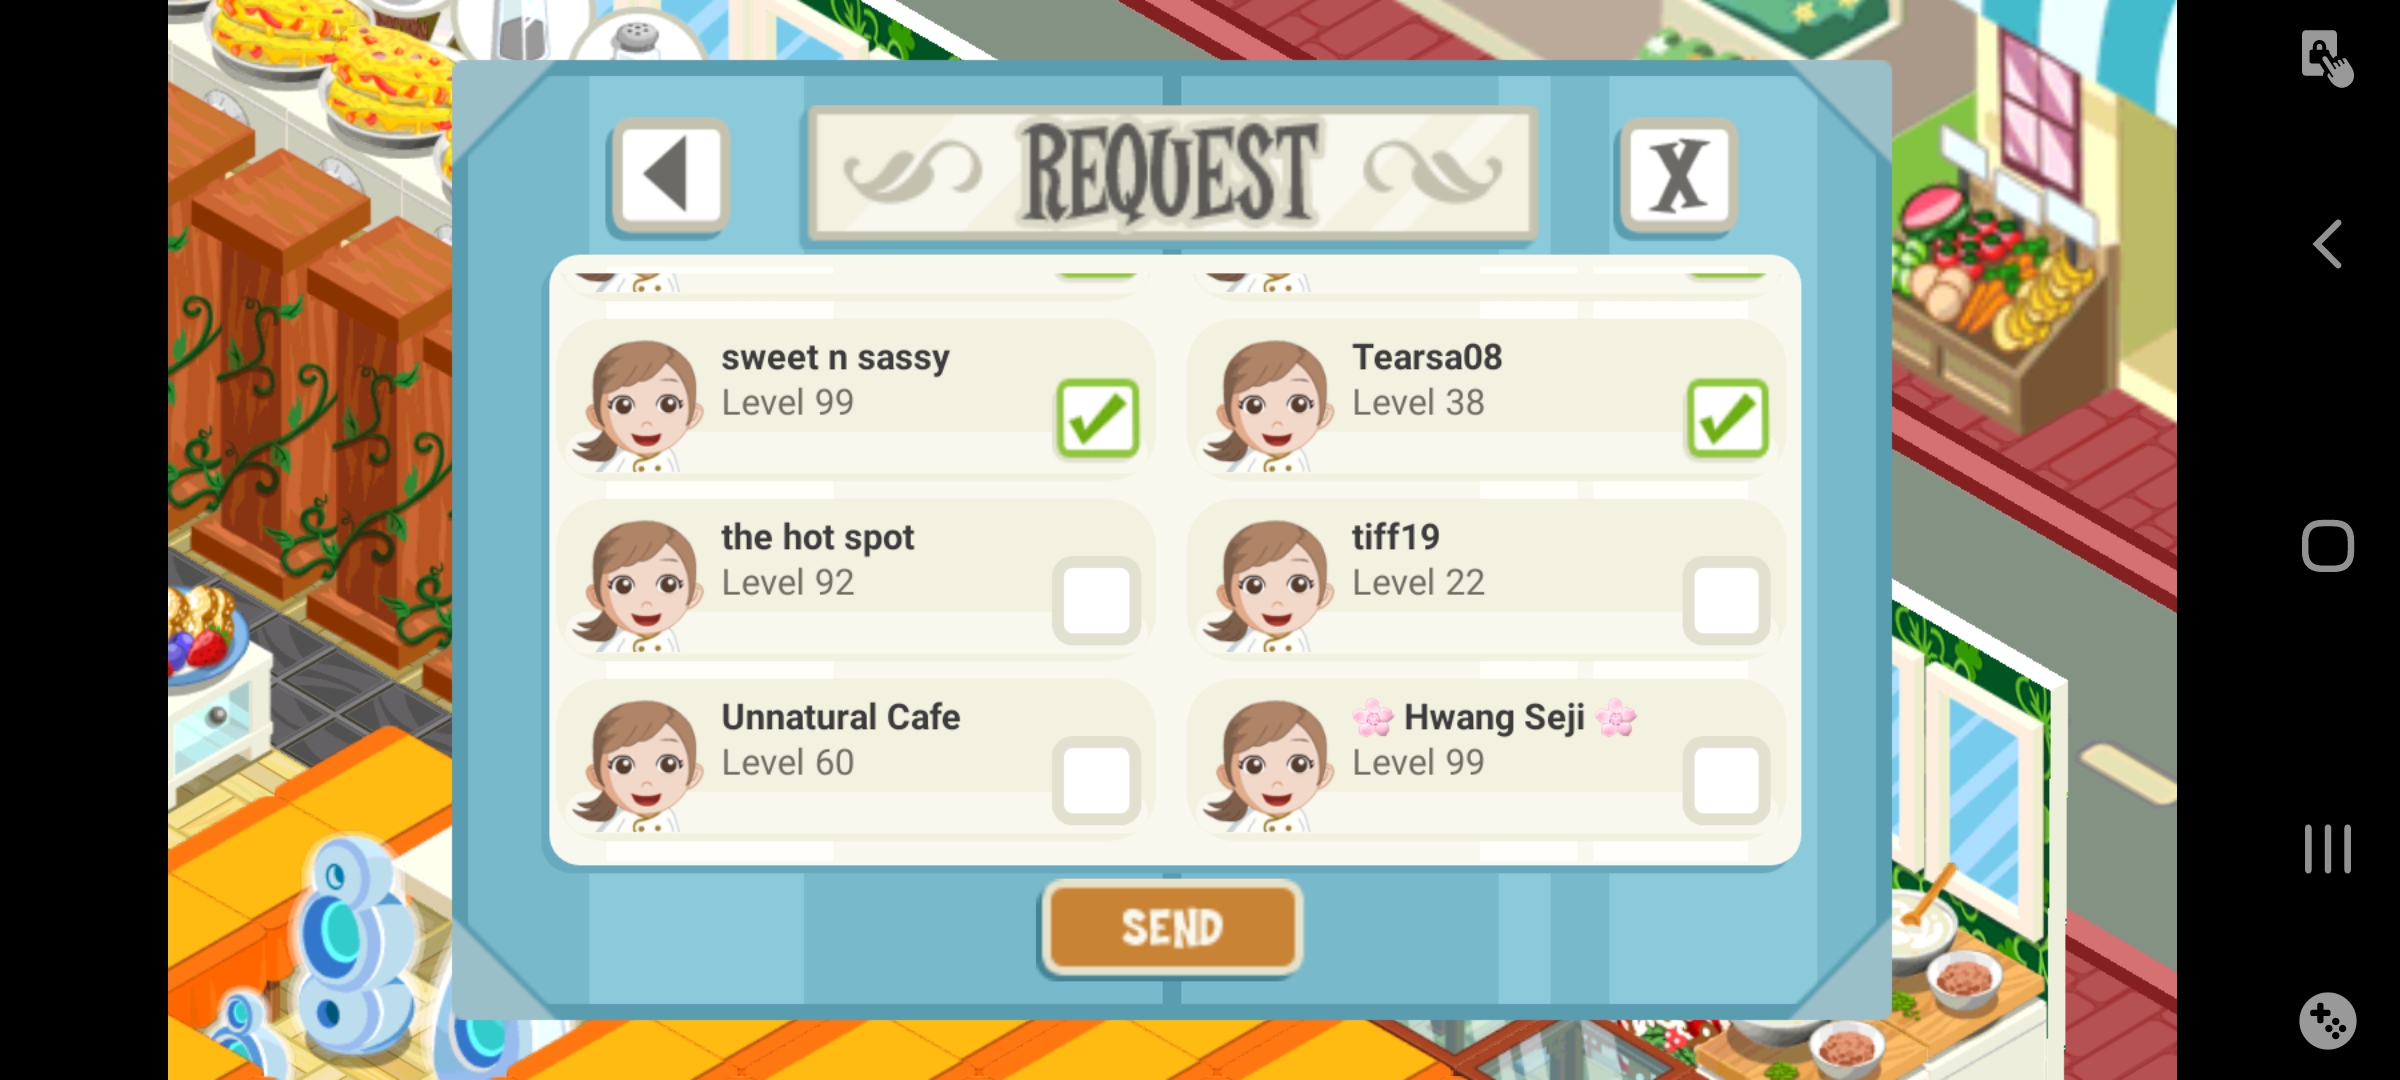 REQUEST
X
sweet n sassy
Level 99
Tearsa08
Level 38
the hot spot
Level 92
tiff19
Level 22
Unnatural Cafe
Level 60
🌸 Hwang Seji 🌸
Level 99
SEND